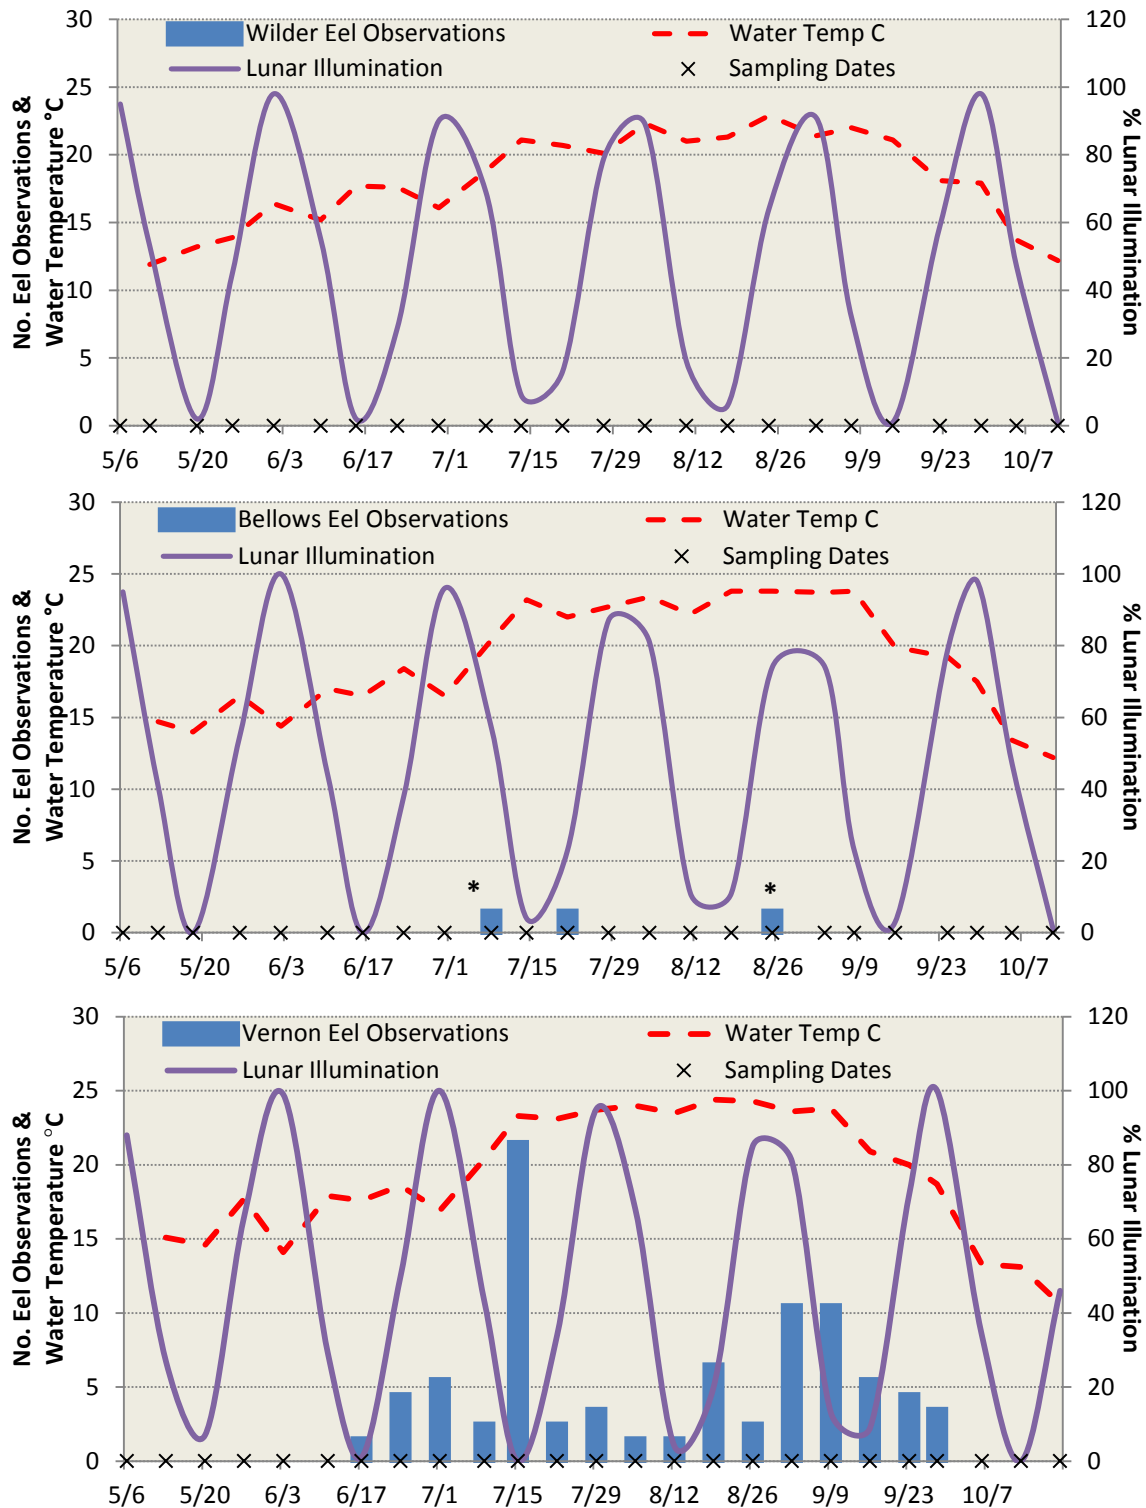 Wilder Eel Observations
Water Temp C
Lunar Illumination
Sampling Dates
No. Eel Observations &
Water Temperature °C
% Lunar Illumination
30
25
20
15
10
5
0
120
100
80
60
40
20
0
5/6 5/20 6/3 6/17 7/1 7/15 7/29 8/12 8/26 9/9 9/23 10/7
Bellows Eel Observations
Water Temp C
Lunar Illumination
Sampling Dates
No. Eel Observations &
Water Temperature °C
% Lunar Illumination
30
25
20
15
10
5
0
120
100
80
60
40
20
0
* *
5/6 5/20 6/3 6/17 7/1 7/15 7/29 8/12 8/26 9/9 9/23 10/7
Vernon Eel Observations
Water Temp C
Lunar Illumination
Sampling Dates
No. Eel Observations &
Water Temperature °C
% Lunar Illumination
30
25
20
15
10
5
0
120
100
80
60
40
20
0
5/6 5/20 6/3 6/17 7/1 7/15 7/29 8/12 8/26 9/9 9/23 10/7